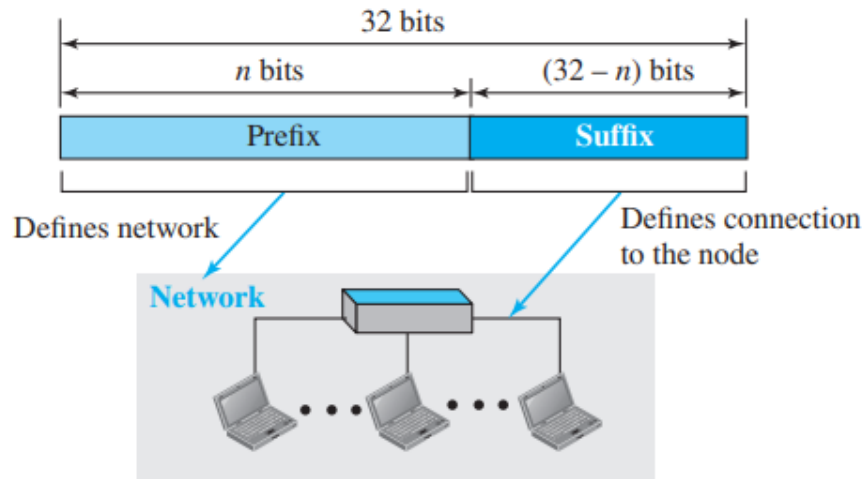 32 bits
n bits
(32 – n) bits
Prefix
Suffix
Defines network
Defines connection
to the node
Network